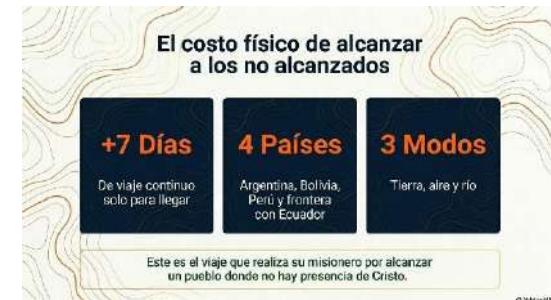 El costo físico de alcanzar
a los no alcanzados
+7 Días
De viaje continuo
solo para llegar
4 Países
Argentina, Bolivia,
Perú y frontera
con Ecuador
3 Modos
Tierra, aire y río
Este es el viaje que realiza su misionero por alcanzar
un pueblo donde no hay presencia de Cristo.